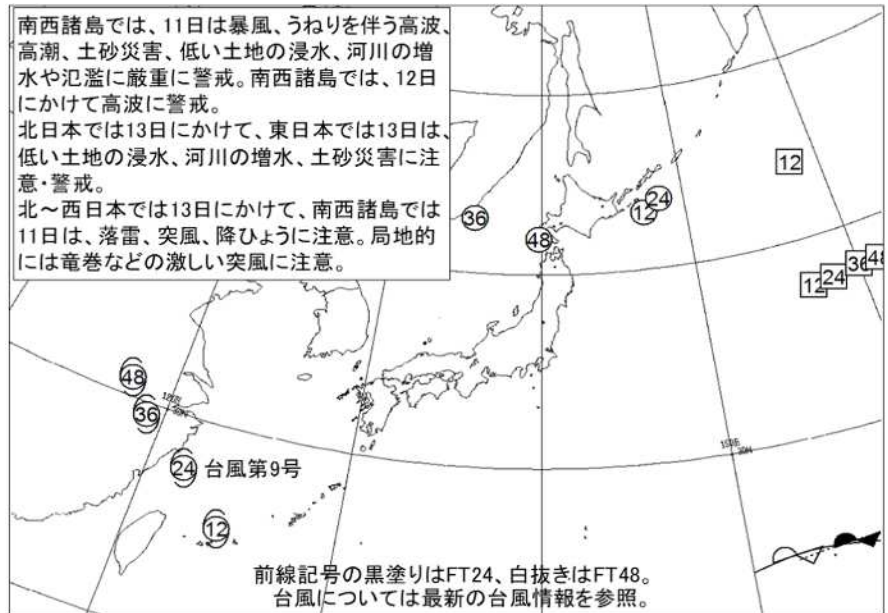 南西諸島では、11日は暴風、うねりを伴う高波、
高潮、土砂災害、低い土地の浸水、河川の増
水や氾濫に厳重に警戒。南西諸島では、12日
にかけて高波に警戒。
北日本では13日にかけて、東日本では13日は、
低い土地の浸水、河川の増水、土砂災害に注
意・警戒。
北～西日本では13日にかけて、南西諸島では
11日は、落雷、突風、降ひょうに注意。局地的
には竜巻などの激しい突風に注意。
12
24
12
36
48
12
24
36
48
48
120E
30N
36
150E
30N
24 台風第9号
12
前線記号の黒塗りはFT24、白抜きはFT48。
台風については最新の台風情報を参照。